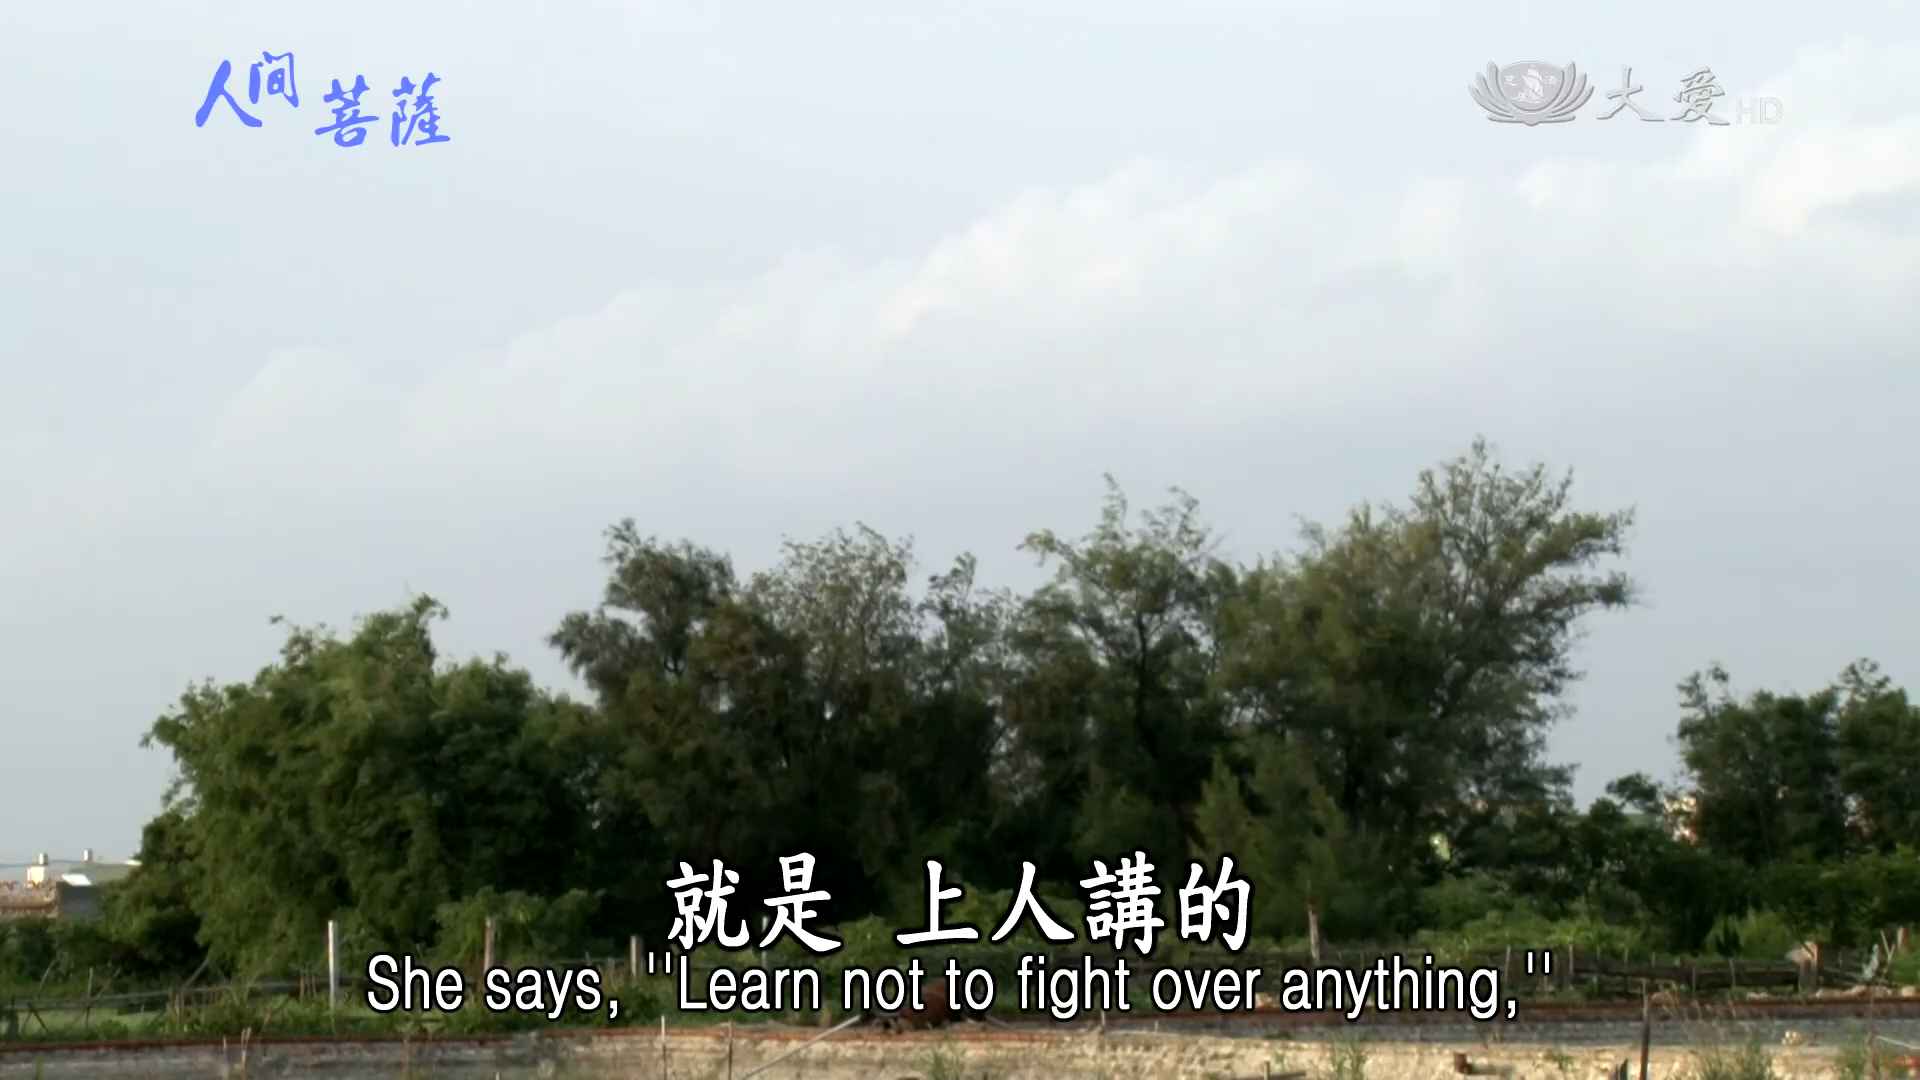 人間菩薩
大愛HD
就是 上人講的
She says, ''Learn not to fight over anything,''